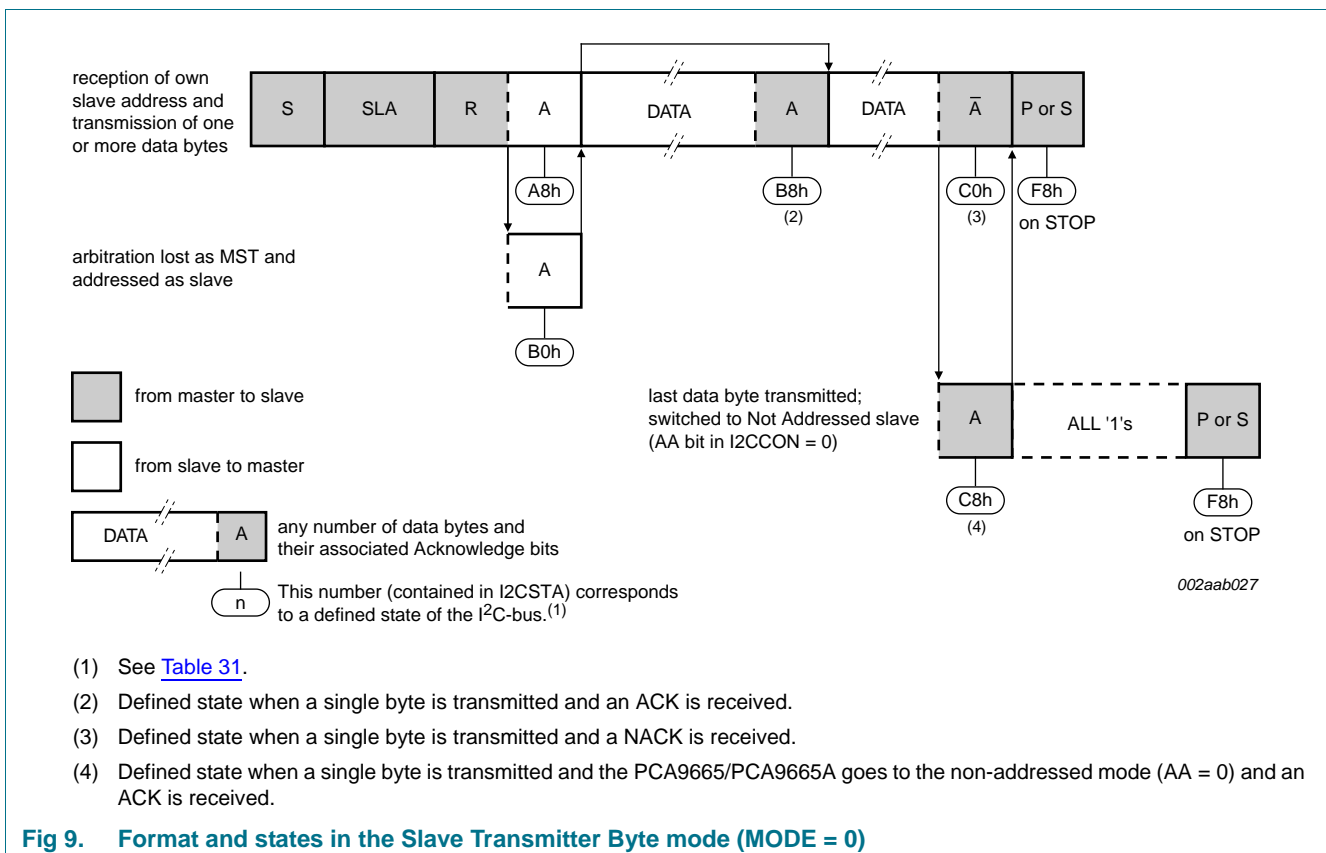 reception of own
slave address and
transmission of one
or more data bytes
S SLA R A DATA A DATA A̅ P or S
A8h B8h C0h F8h
(2) (3) on STOP
arbitration lost as MST and
addressed as slave
A
B0h
from master to slave
from slave to master
last data byte transmitted;
switched to Not Addressed slave
(AA bit in I2CCON = 0)
A ALL '1's P or S
C8h F8h
(4) on STOP
DATA A
any number of data bytes and
their associated Acknowledge bits
n
This number (contained in I2CSTA) corresponds
to a defined state of the I²C-bus.(1)
002aab027
(1) See Table 31.
(2) Defined state when a single byte is transmitted and an ACK is received.
(3) Defined state when a single byte is transmitted and a NACK is received.
(4) Defined state when a single byte is transmitted and the PCA9665/PCA9665A goes to the non-addressed mode (AA = 0) and an
ACK is received.
Fig 9. Format and states in the Slave Transmitter Byte mode (MODE = 0)